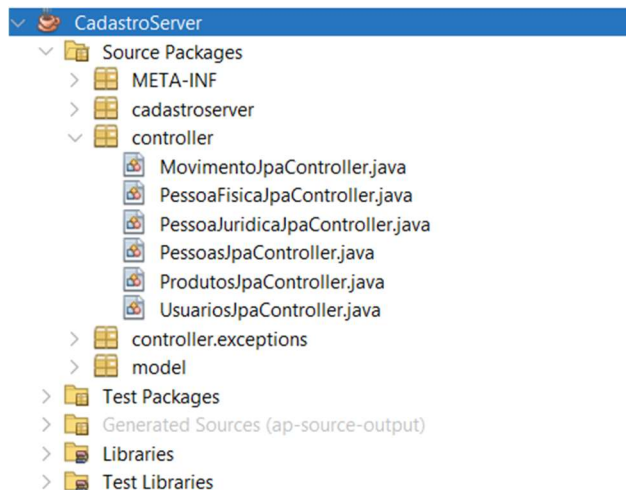 CadastroServer
Source Packages
META-INF
cadastroserver
controller
MovimentoJpaController.java
PessoaFisicaJpaController.java
PessoaJuridicaJpaController.java
PessoasJpaController.java
ProdutosJpaController.java
UsuariosJpaController.java
controller.exceptions
model
Test Packages
Generated Sources (ap-source-output)
Libraries
Test Libraries